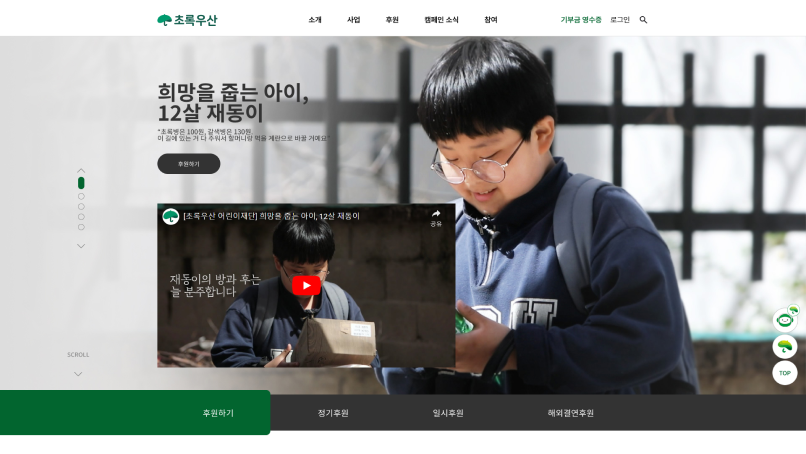 초록우산
소개
사업
후원
캠페인 소식
참여
기부금 영수증
로그인
희망을 줍는 아이,
12살 재동이
"초록병은 100원, 갈색병은 130원.
이 길에 있는 거 다 주워서 할머니랑 먹을 계란으로 바꿀 거예요"
후원하기
[초록우산 어린이재단] 희망을 줍는 아이, 12살 재동이
공유
재동이의 방과 후는
늘 분주합니다
SCROLL
TOP
후원하기
정기후원
일시후원
해외결연후원